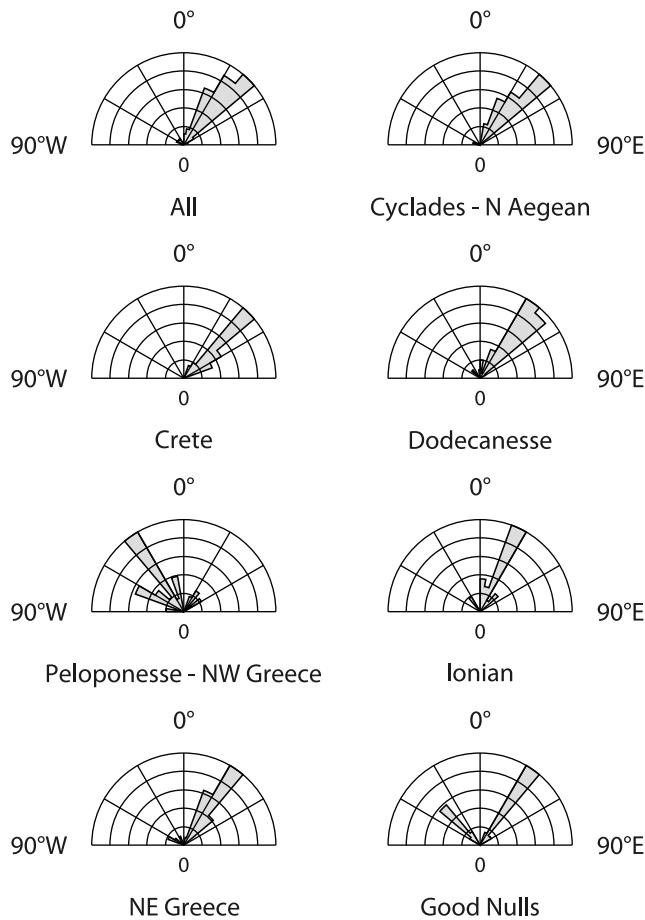 0° 0°
90°W 90°E
0 0
All Cyclades - N Aegean
0° 0°
90°W 90°E
0 0
Crete Dodecanesse
0° 0°
90°W 90°E
0 0
Peloponesse - NW Greece Ionian
0° 0°
90°W 90°E
0 0
NE Greece Good Nulls